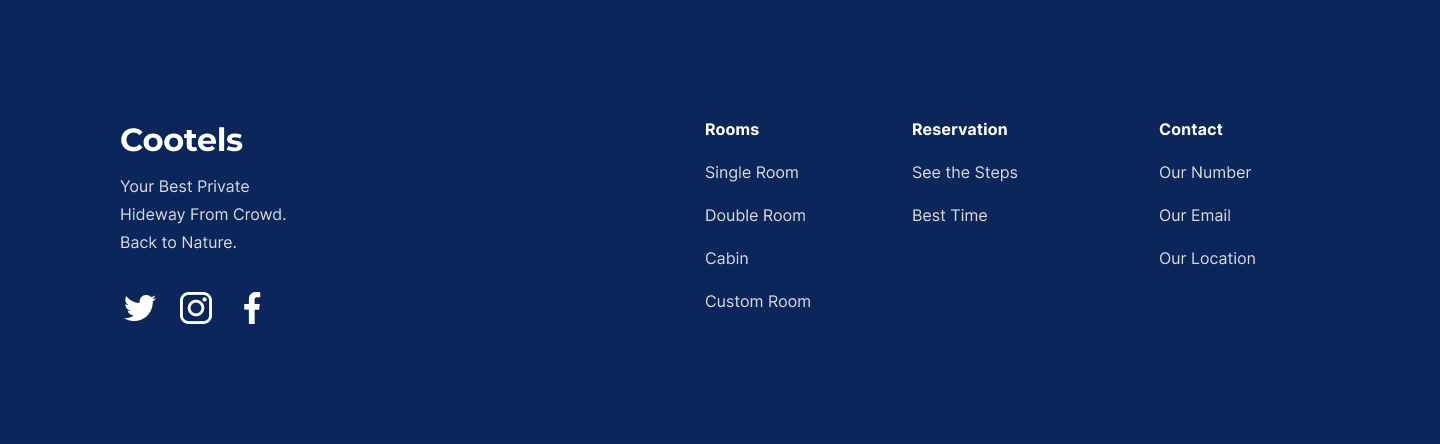 Cootels
Your Best Private
Hideway From Crowd.
Back to Nature.
Rooms
Single Room
Double Room
Cabin
Custom Room
Reservation
See the Steps
Best Time
Contact
Our Number
Our Email
Our Location